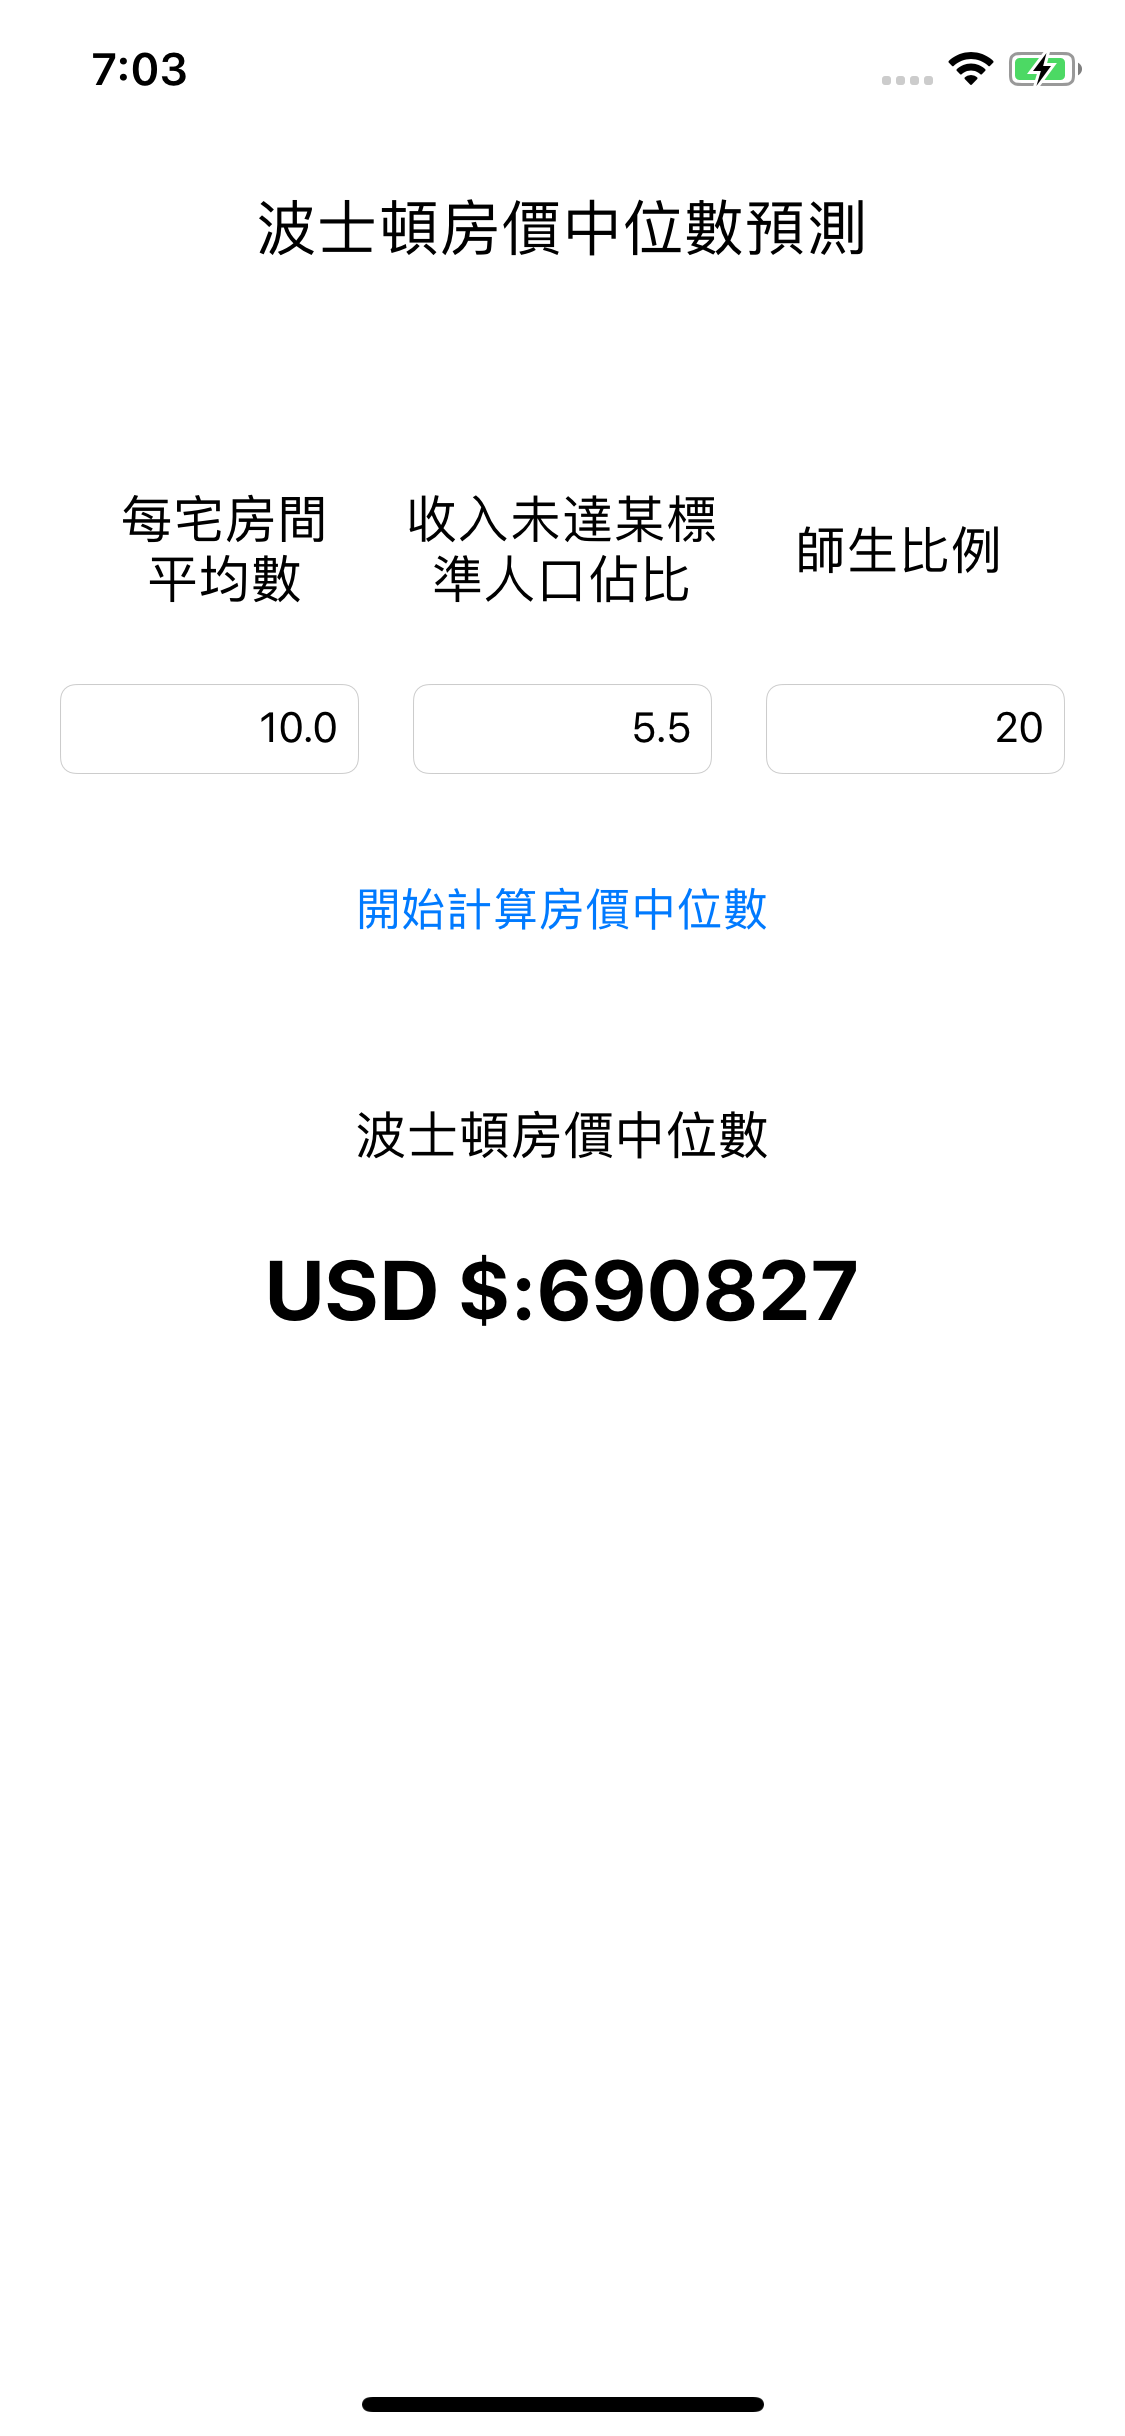 7:03
波士頓房價中位數預測
每宅房間
平均數
收入未達某標
準人口佔比
師生比例
10.0
5.5
20
開始計算房價中位數
波士頓房價中位數
USD $:690827